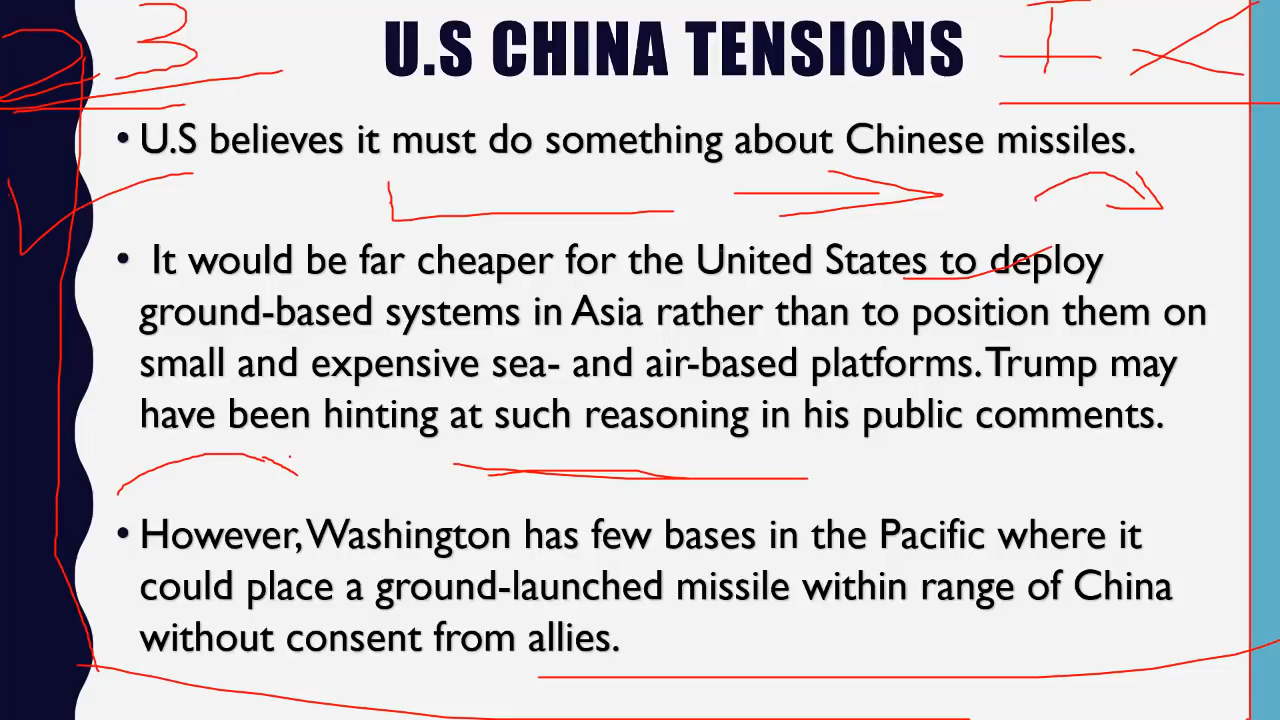 U.S CHINA TENSIONS
3
I X
• U.S believes it must do something about Chinese missiles.
• It would be far cheaper for the United States to deploy
ground-based systems in Asia rather than to position them on
small and expensive sea- and air-based platforms. Trump may
have been hinting at such reasoning in his public comments.
• However, Washington has few bases in the Pacific where it
could place a ground-launched missile within range of China
without consent from allies.